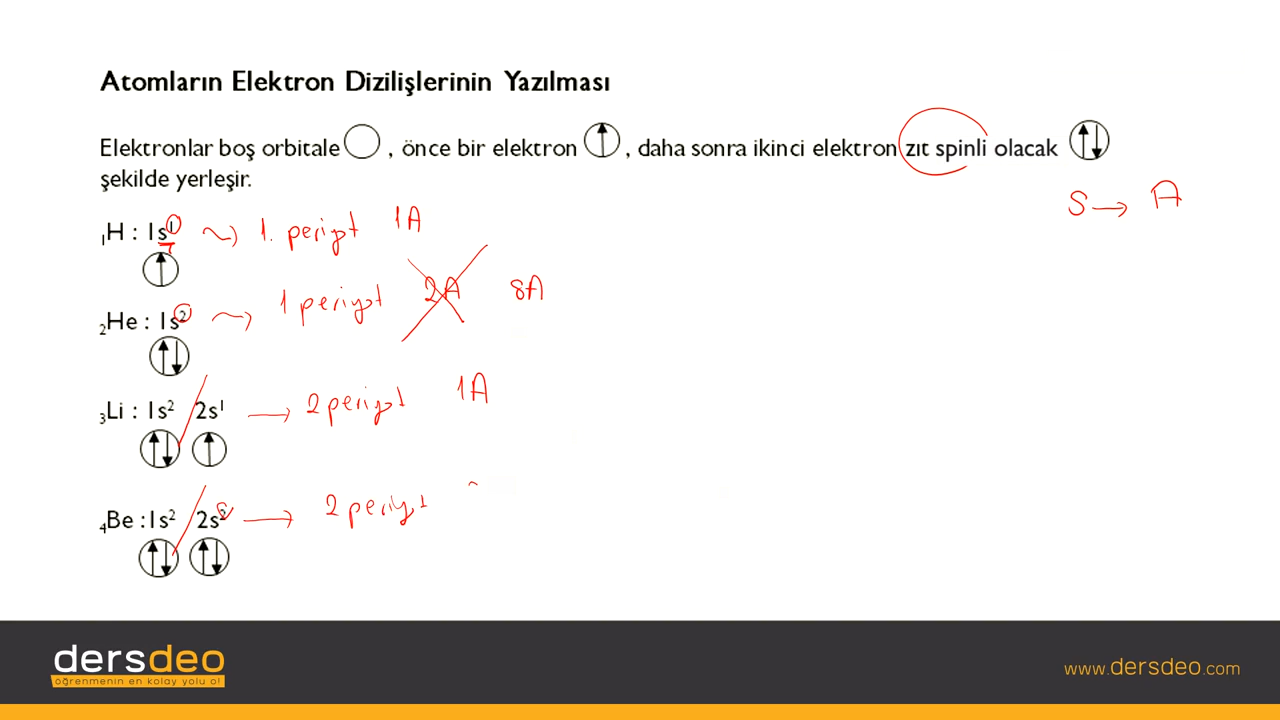 Atomların Elektron Dizilişlerinin Yazılması
Elektronlar boş orbitale , önce bir elektron , daha sonra ikinci elektron zıt spinli olacak
şekilde yerleşir.
S → A
₁H : 1s¹ 1. periyot 1A
₂He : 1s² 1 periyot 2A 8A
₃Li : 1s² 2s¹ → 2 periyot 1A
₄Be :1s² 2s² → 2 periyot
dersdeo
öğrenmenin en kolay yolu o!
www.dersdeo.com